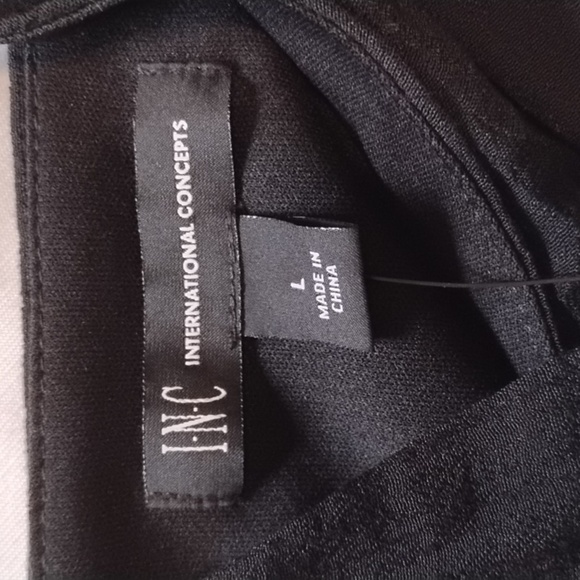 I·N·C INTERNATIONAL CONCEPTS
L
MADE IN
CHINA